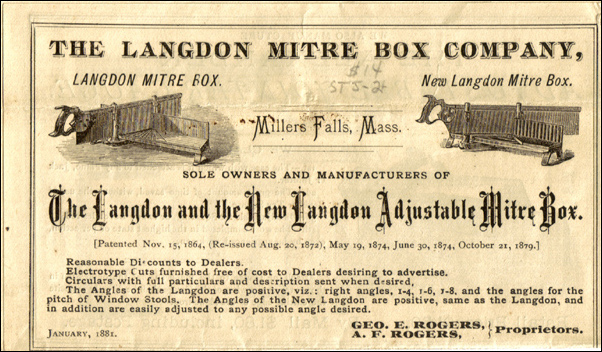 THE LANGDON MITRE BOX COMPANY,
LANGDON MITRE BOX.
$14
ST 5-24
New Langdon Mitre Box.
Millers Falls, Mass.
SOLE OWNERS AND MANUFACTURERS OF
The Langdon and the New Langdon Adjustable Mitre Box.
[Patented Nov. 15, 1864, (Re-issued Aug. 20, 1872), May 19, 1874, June 30, 1874, October 21, 1879.]
Reasonable Discounts to Dealers.
Electrotype Cuts furnished free of cost to Dealers desiring to advertise.
Circulars with full particulars and description sent when desired.
The Angles of the Langdon are positive, viz.: right angles, 1-4, 1-6, 1-8, and the angles for the
pitch of Window Stools. The Angles of the New Langdon are positive, same as the Langdon, and
in addition are easily adjusted to any possible angle desired.
GEO. E. ROGERS,
A. F. ROGERS, } Proprietors.
JANUARY, 1881.